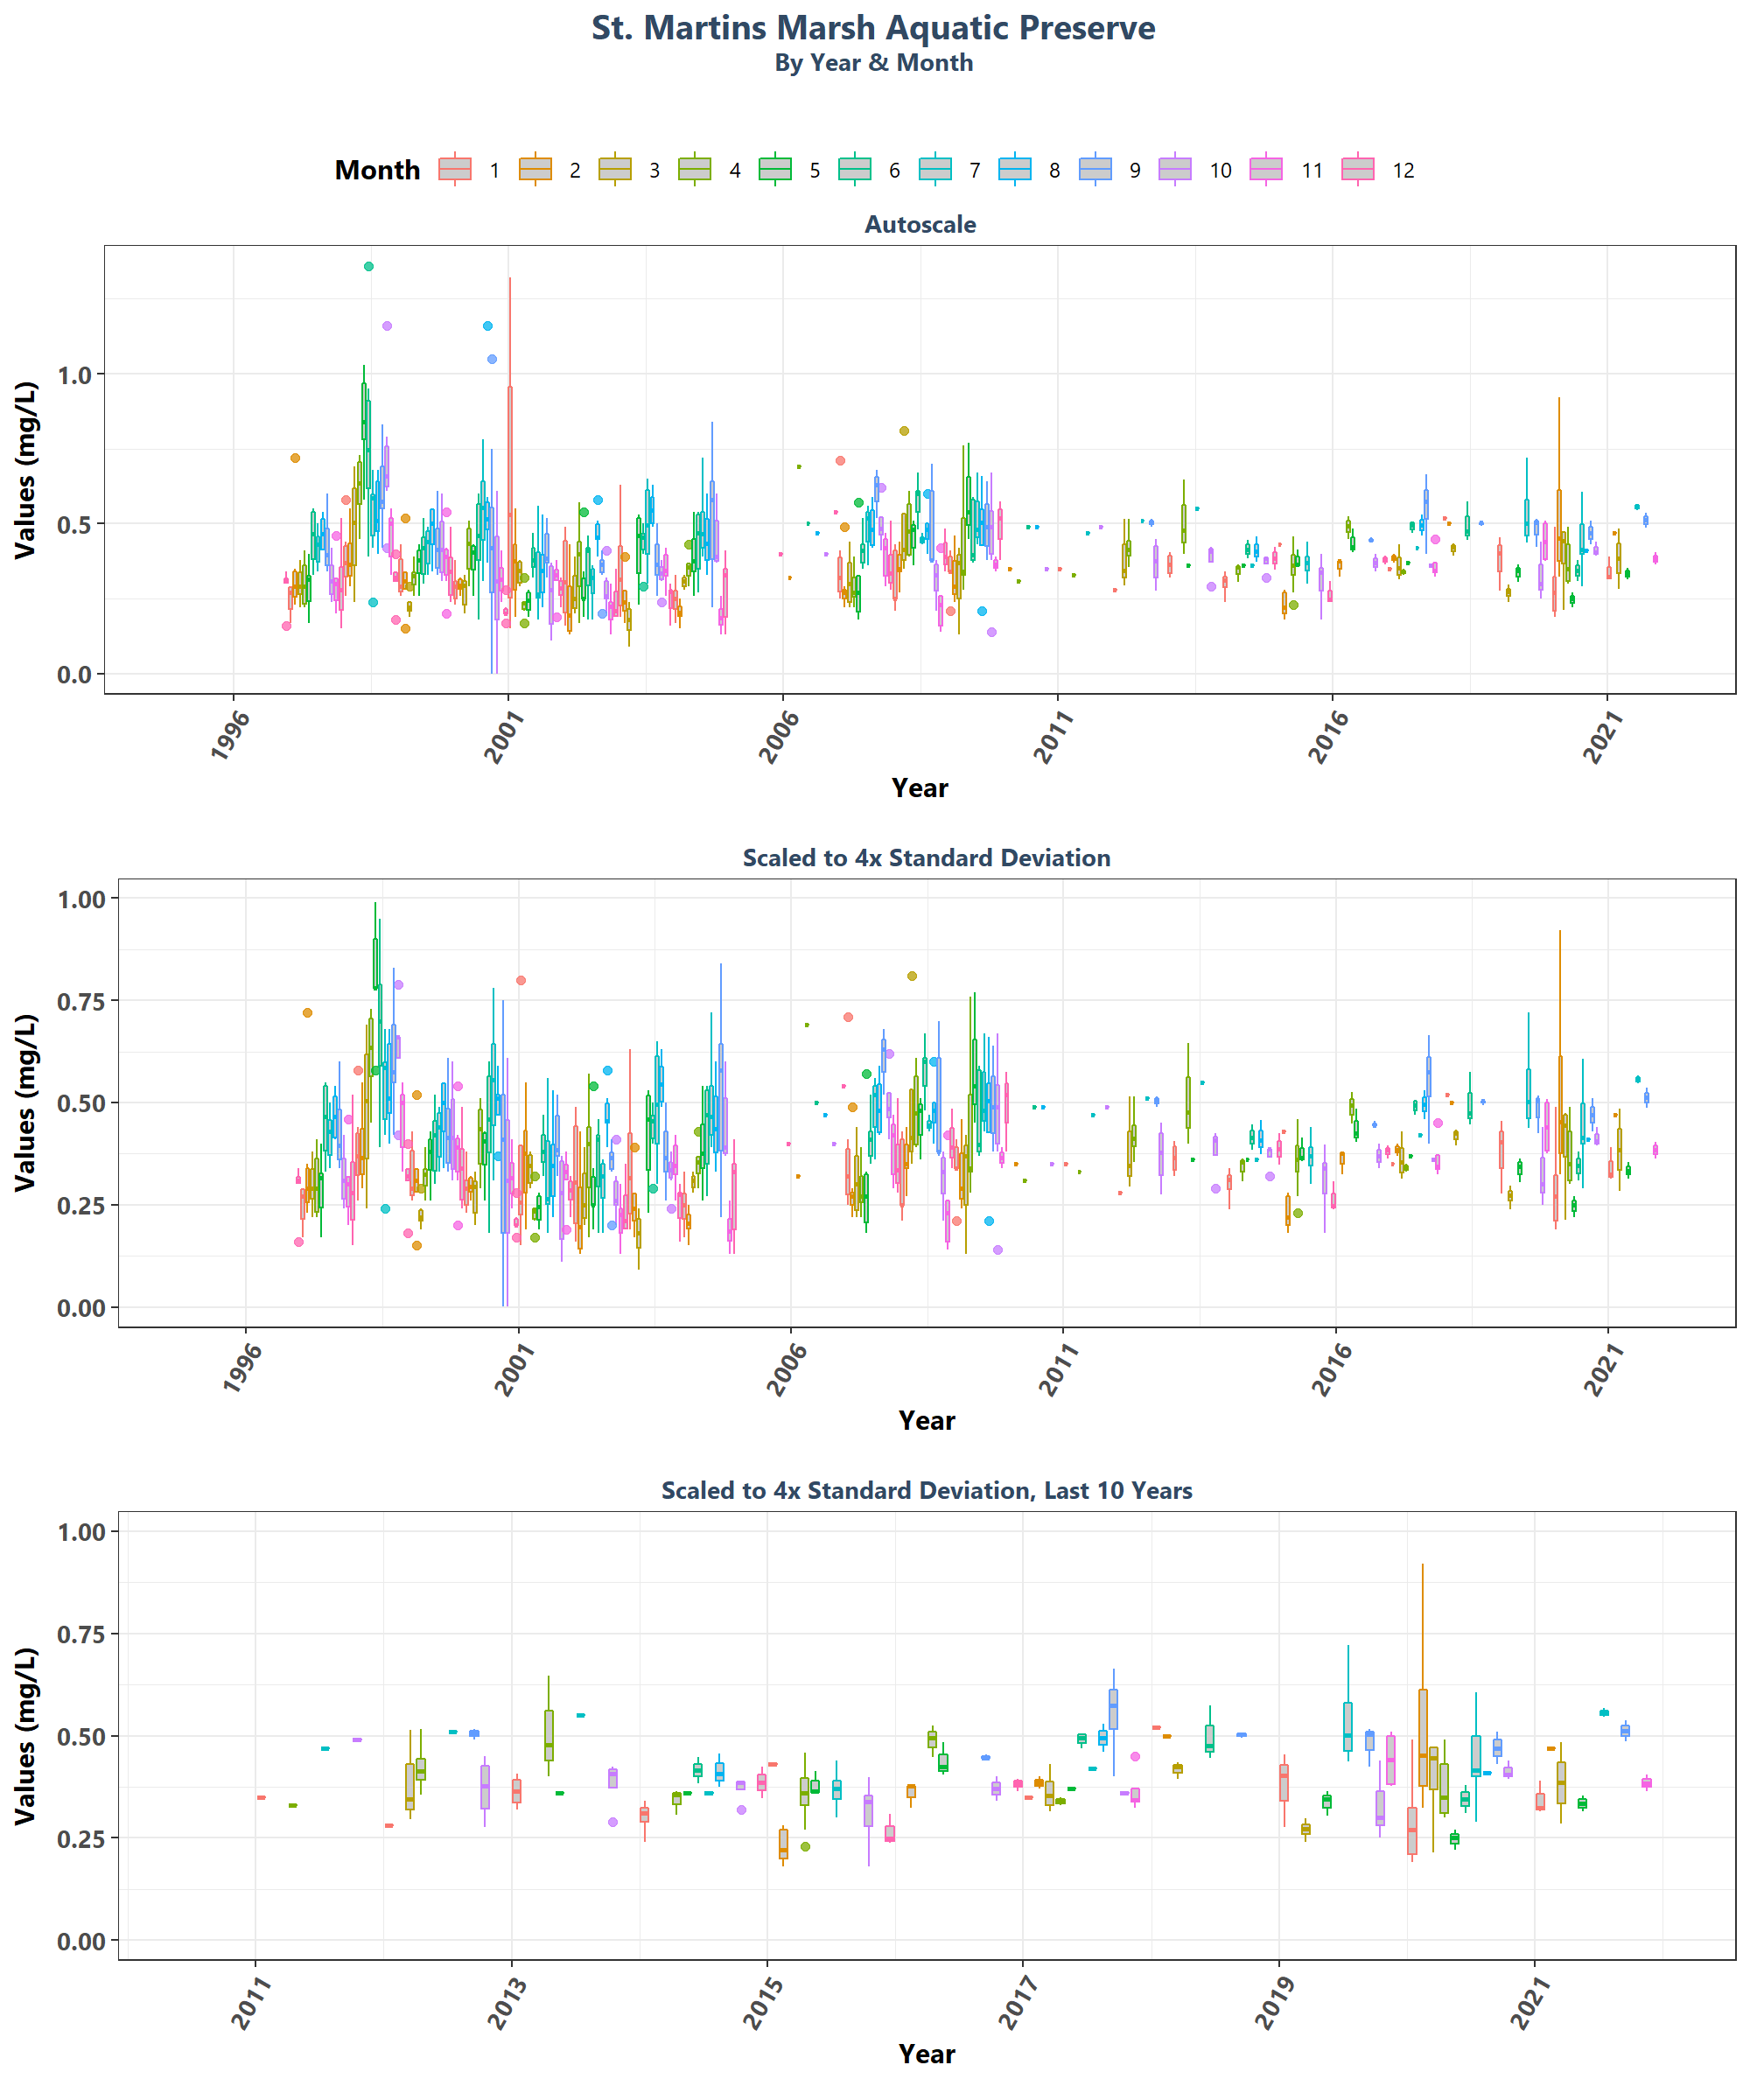 St. Martins Marsh Aquatic Preserve
By Year & Month
Month 1 2 3 4 5 6 7 8 9 10 11 12
Autoscale
Values (mg/L)
1.0
0.5
0.0
1996 2001 2006 2011 2016 2021
Year
Scaled to 4x Standard Deviation
Values (mg/L)
1.00
0.75
0.50
0.25
0.00
1996 2001 2006 2011 2016 2021
Year
Scaled to 4x Standard Deviation, Last 10 Years
Values (mg/L)
1.00
0.75
0.50
0.25
0.00
2011 2013 2015 2017 2019 2021
Year